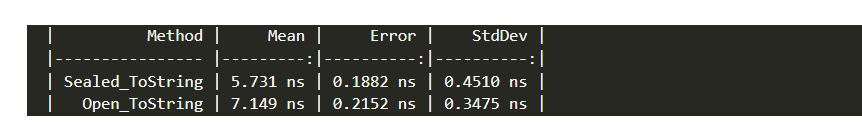 |         Method |     Mean |     Error |    StdDev |
|--------------- |---------:|----------:|----------:|
| Sealed_ToString | 5.731 ns | 0.1882 ns | 0.4510 ns |
|   Open_ToString | 7.149 ns | 0.2152 ns | 0.3475 ns |